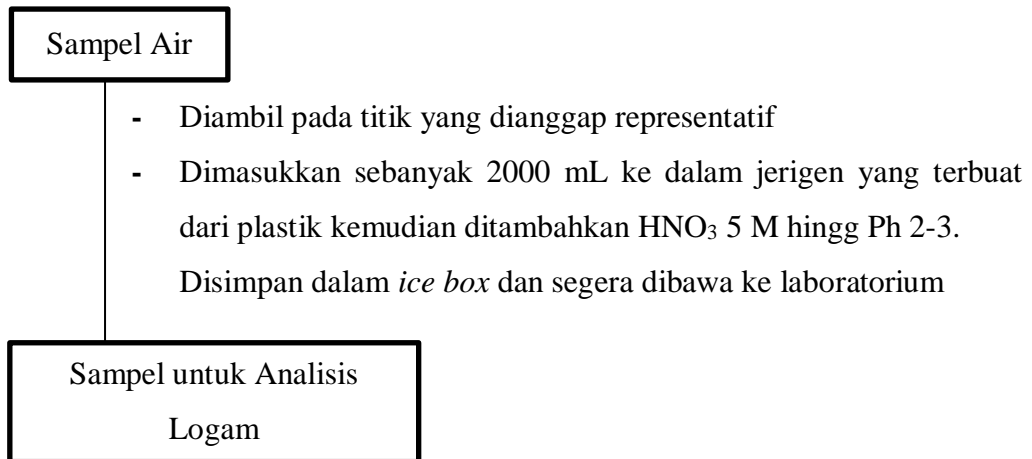 Sampel Air
- Diambil pada titik yang dianggap representatif
- Dimasukkan sebanyak 2000 mL ke dalam jerigen yang terbuat
dari plastik kemudian ditambahkan HNO₃ 5 M hingg Ph 2-3.
Disimpan dalam ice box dan segera dibawa ke laboratorium
Sampel untuk Analisis
Logam